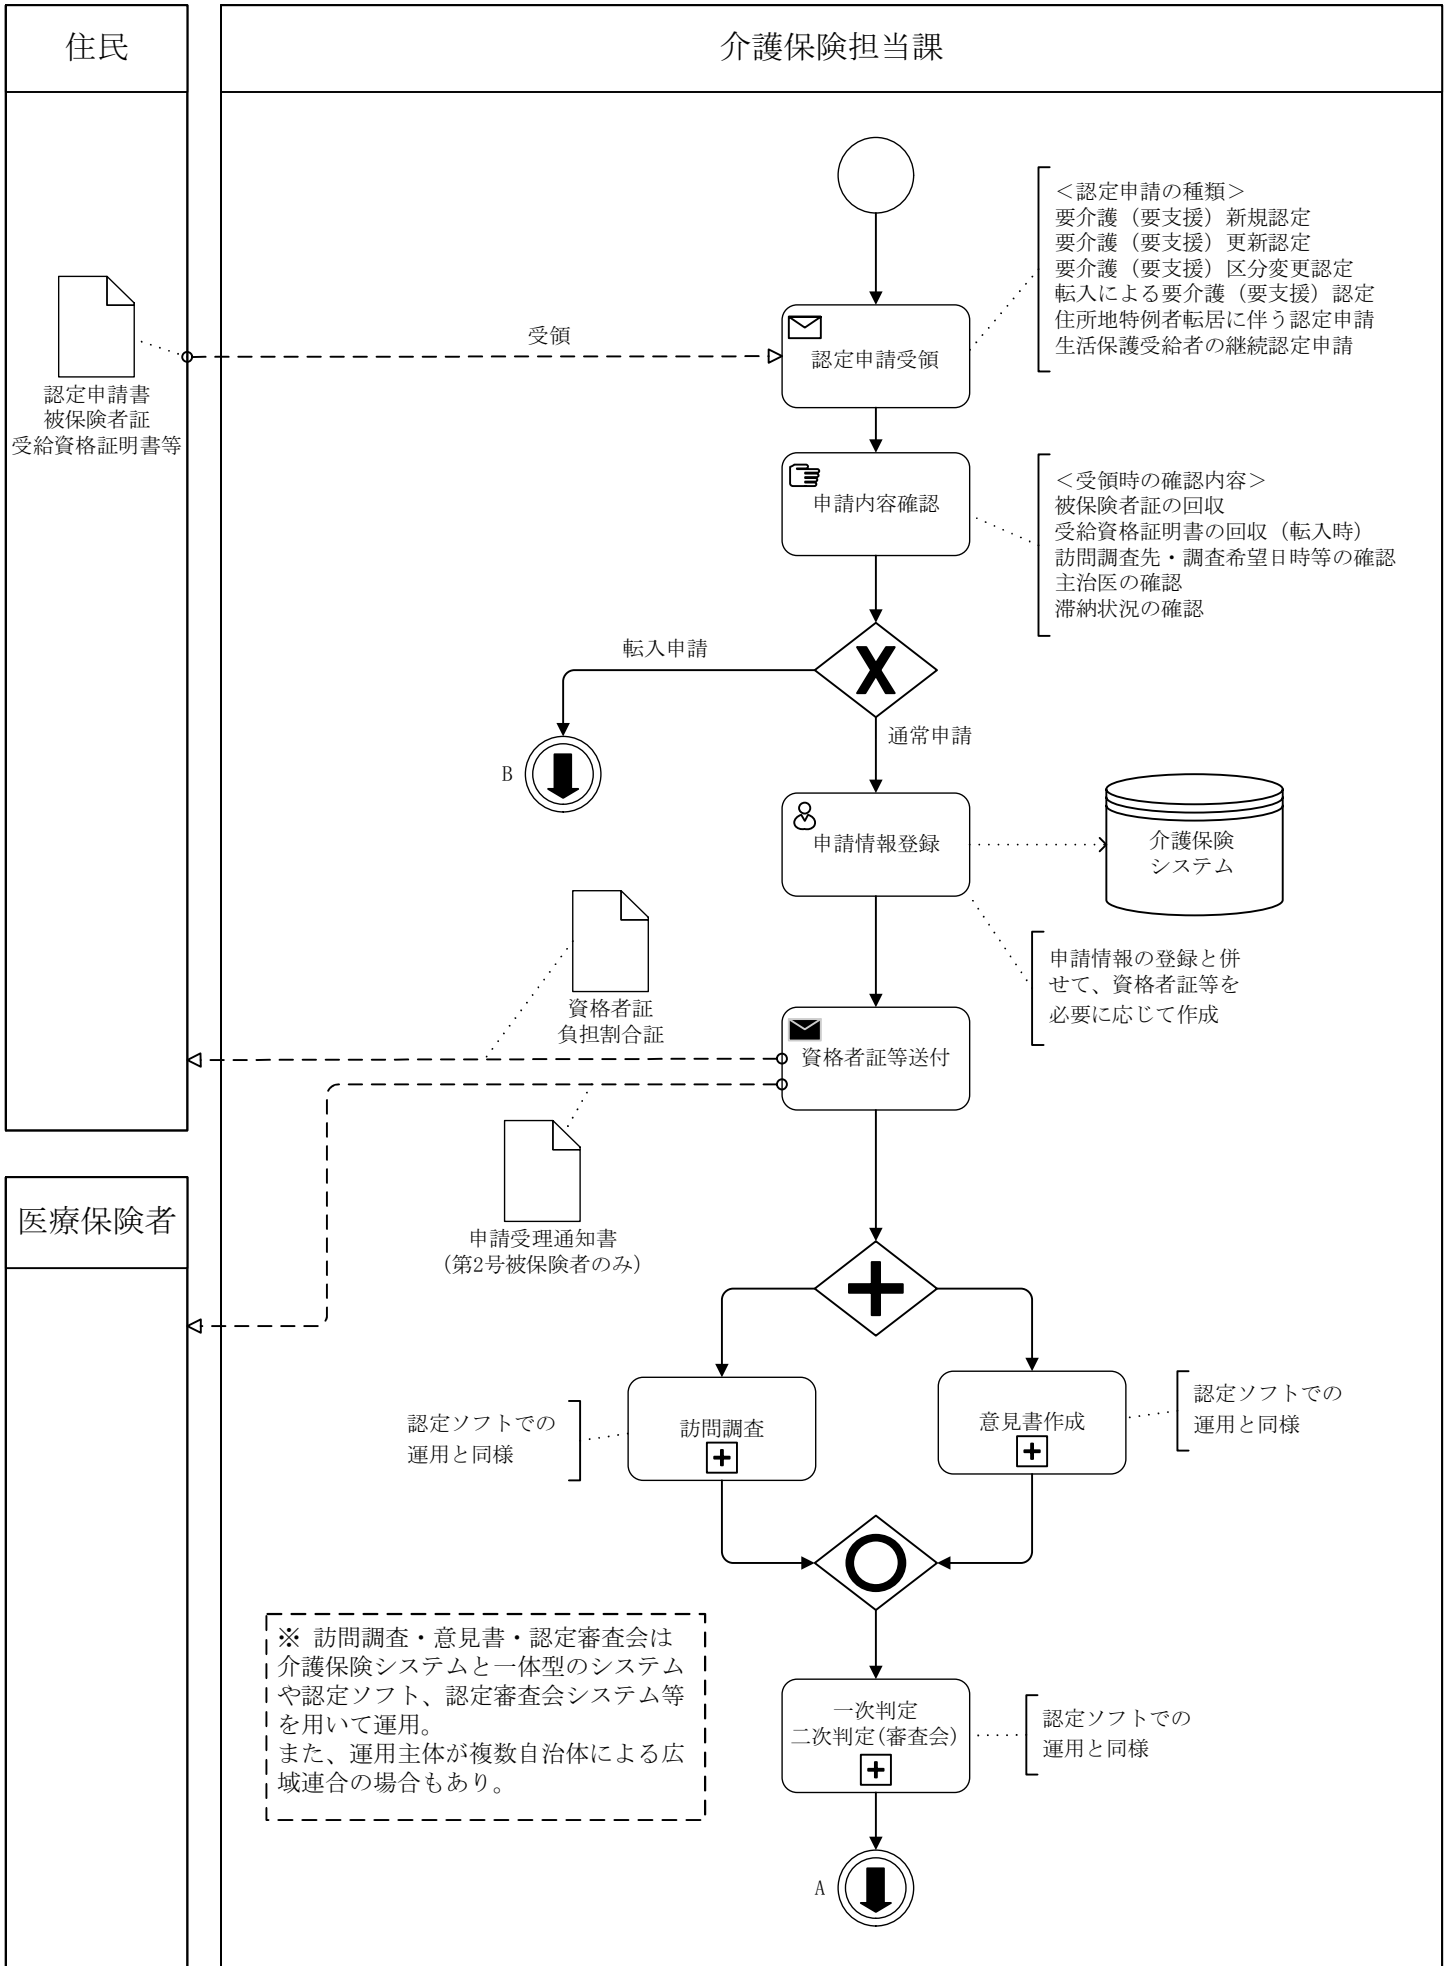 住民
介護保険担当課
＜認定申請の種類＞
要介護（要支援）新規認定
要介護（要支援）更新認定
要介護（要支援）区分変更認定
転入による要介護（要支援）認定
住所地特例者転居に伴う認定申請
生活保護受給者の継続認定申請
受領
認定申請受領
認定申請書
被保険者証
受給資格証明書等
申請内容確認
＜受領時の確認内容＞
被保険者証の回収
受給資格証明書の回収（転入時）
訪問調査先・調査希望日時等の確認
主治医の確認
滞納状況の確認
転入申請
X
通常申請
B
申請情報登録
介護保険
システム
申請情報の登録と併
せて、資格者証等を
必要に応じて作成
資格者証
負担割合証
資格者証等送付
医療保険者
申請受理通知書
（第2号被保険者のみ）
認定ソフトでの
運用と同様
訪問調査
意見書作成
認定ソフトでの
運用と同様
※ 訪問調査・意見書・認定審査会は
介護保険システムと一体型のシステム
や認定ソフト、認定審査会システム等
を用いて運用。
また、運用主体が複数自治体による広
域連合の場合もあり。
一次判定
二次判定(審査会)
認定ソフトでの
運用と同様
A